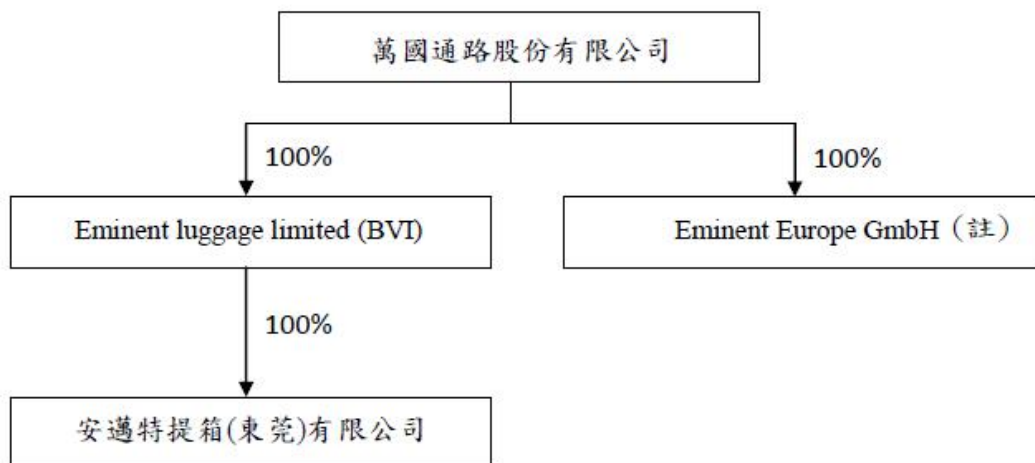 萬國通路股份有限公司
100%
100%
Eminent luggage limited (BVI)
Eminent Europe GmbH（註）
100%
安邁特提箱(東莞)有限公司